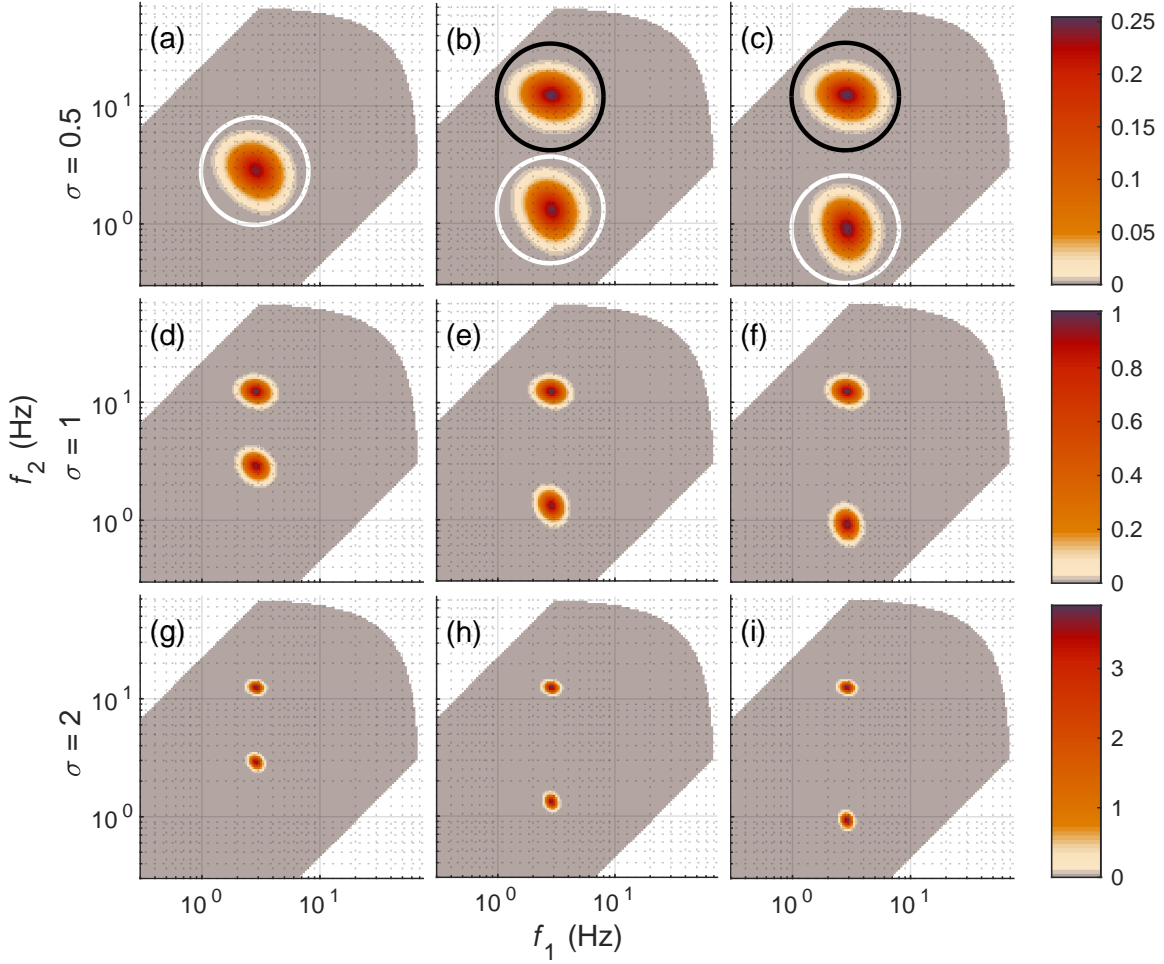 (a)
(b)
(c)
σ = 0.5
10^1
10^0
0.25
0.2
0.15
0.1
0.05
0
(d)
(e)
(f)
f_2 (Hz)
σ = 1
10^1
10^0
1
0.8
0.6
0.4
0.2
0
(g)
(h)
(i)
σ = 2
10^1
10^0
3
2
1
0
10^0 10^1
10^0 10^1
10^0 10^1
f_1 (Hz)